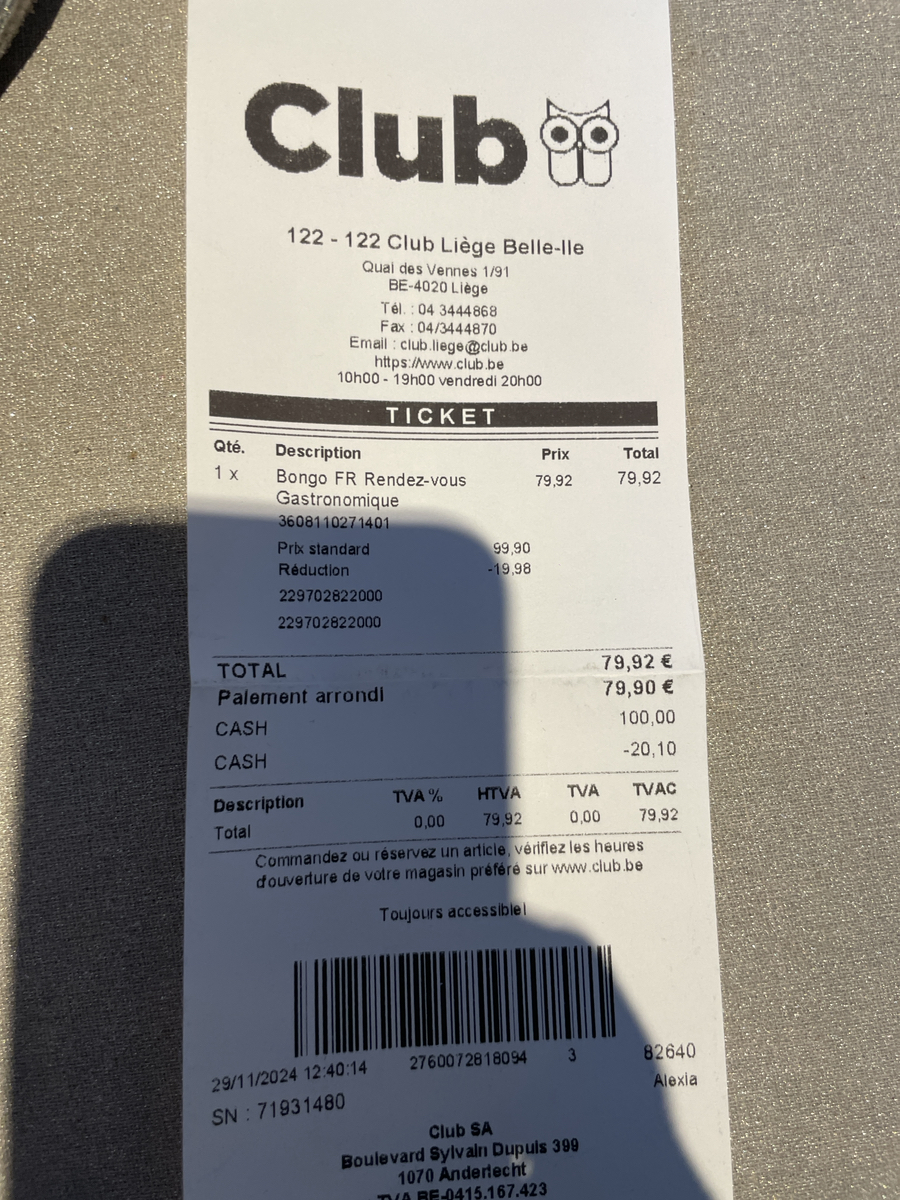 Club
122 - 122 Club Liège Belle-Ile
Quai des Vennes 1/91
BE-4020 Liège
Tél. : 04 3444868
Fax : 04/3444870
Email : club.liege@club.be
https://www.club.be
10h00 - 19h00 vendredi 20h00
TICKET
Qté. Description Prix Total
1 x Bongo FR Rendez-vous 79,92 79,92
Gastronomique
3608110271401
Prix standard 99,90
Réduction -19,98
229702822000
229702822000
TOTAL 79,92 €
Paiement arrondi 79,90 €
CASH 100,00
CASH -20,10
Description TVA % HTVA TVA TVAC
Total 0,00 79,92 0,00 79,92
Commandez ou réservez un article, vérifiez les heures
d'ouverture de votre magasin préféré sur www.club.be
Toujours accessible!
29/11/2024 12:40:14 2760072818094 3 82640
SN : 71931480 Alexia
Club SA
Boulevard Sylvain Dupuis 399
1070 Anderlecht
TVA BE-0415.167.423